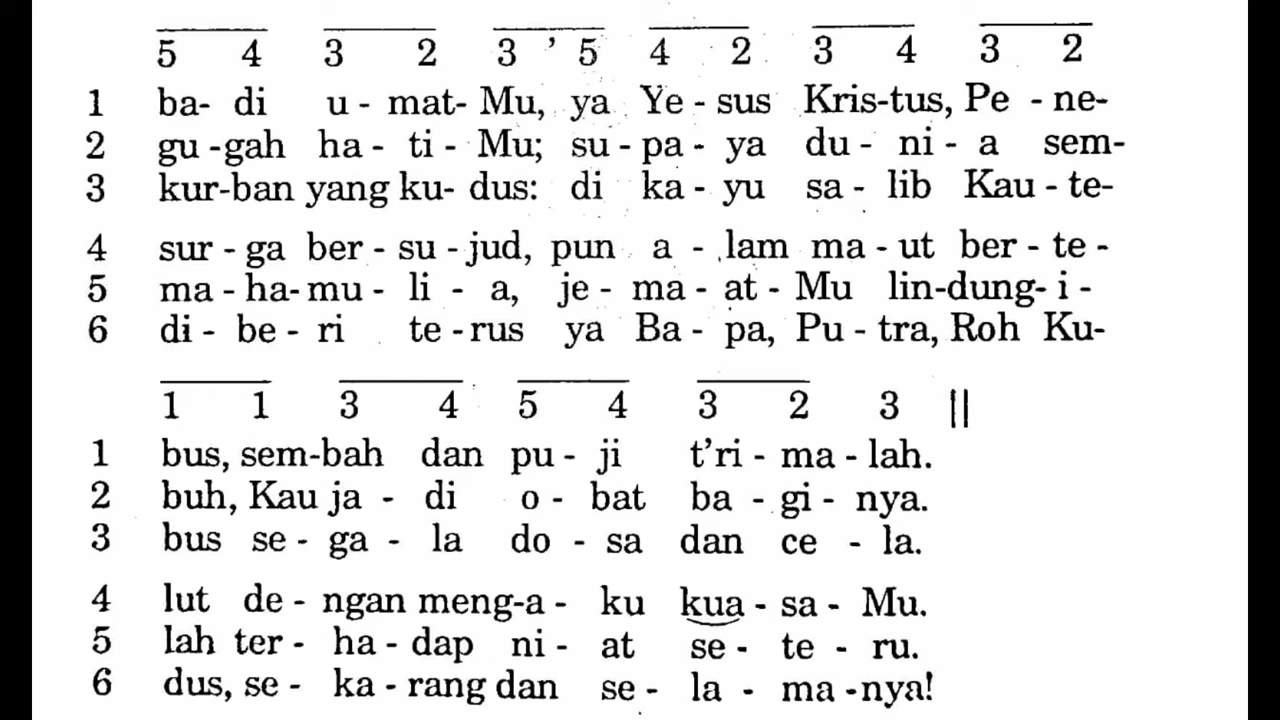 5 4 3 2 3 ’ 5 4 2 3 4 3 2
1 ba- di u - mat- Mu, ya Ye - sus Kris-tus, Pe - ne-
2 gu -gah ha - ti - Mu; su - pa - ya du - ni - a sem-
3 kur-ban yang ku- dus: di ka - yu sa - lib Kau - te-
4 sur - ga ber - su - jud, pun a - lam ma - ut ber - te -
5 ma - ha- mu - li - a, je - ma - at - Mu lin-dung- i -
6 di - be - ri te - rus ya Ba - pa, Pu - tra, Roh Ku-
1 1 3 4 5 4 3 2 3 ||
1 bus, sem-bah dan pu - ji t’ri - ma - lah.
2 buh, Kau ja - di o - bat ba - gi - nya.
3 bus se - ga - la do - sa dan ce - la.
4 lut de - ngan meng-a - ku kua - sa - Mu.
5 lah ter - ha - dap ni - at se - te - ru.
6 dus, se - ka - rang dan se - la - ma -nya!